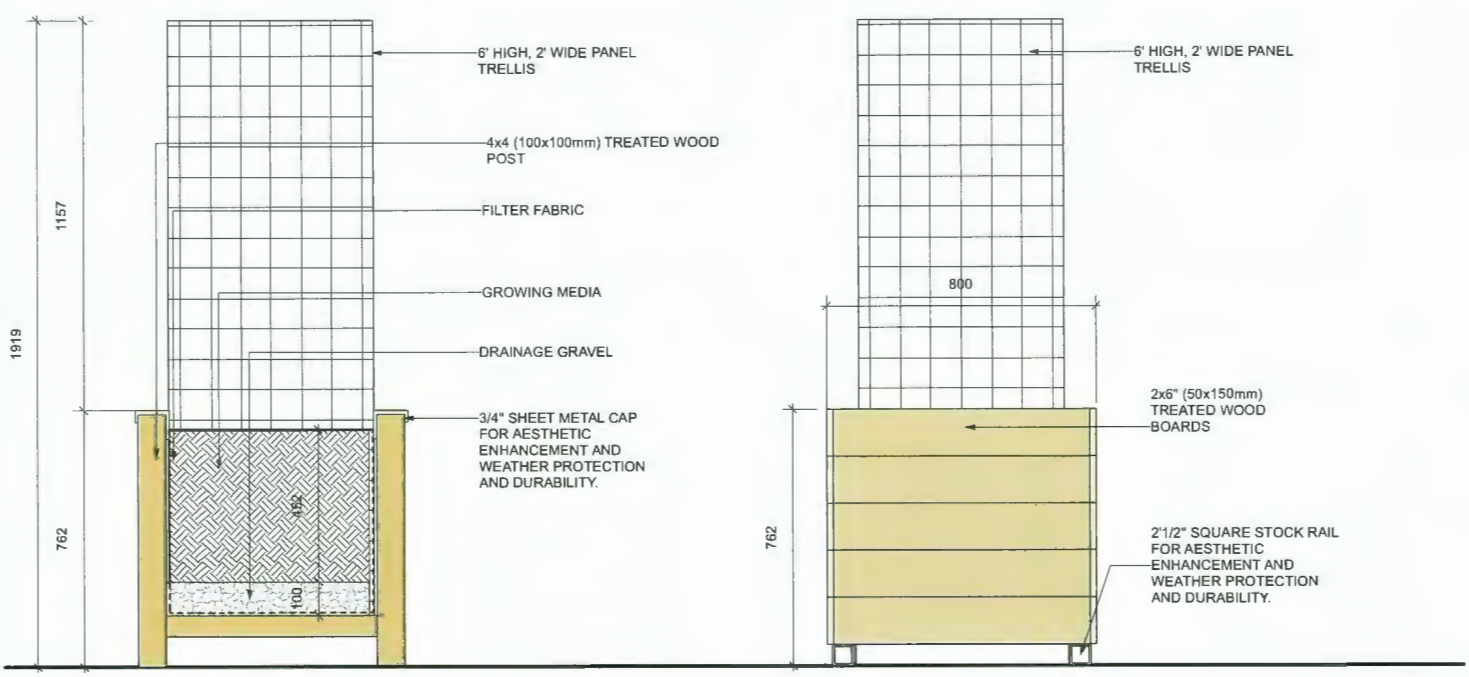 6' HIGH, 2' WIDE PANEL
TRELLIS
4x4 (100x100mm) TREATED WOOD
POST
FILTER FABRIC
GROWING MEDIA
DRAINAGE GRAVEL
3/4" SHEET METAL CAP
FOR AESTHETIC
ENHANCEMENT AND
WEATHER PROTECTION
AND DURABILITY.
1919
1157
762
452
100
6' HIGH, 2' WIDE PANEL
TRELLIS
800
2x6" (50x150mm)
TREATED WOOD
BOARDS
762
2'1/2" SQUARE STOCK RAIL
FOR AESTHETIC
ENHANCEMENT AND
WEATHER PROTECTION
AND DURABILITY.